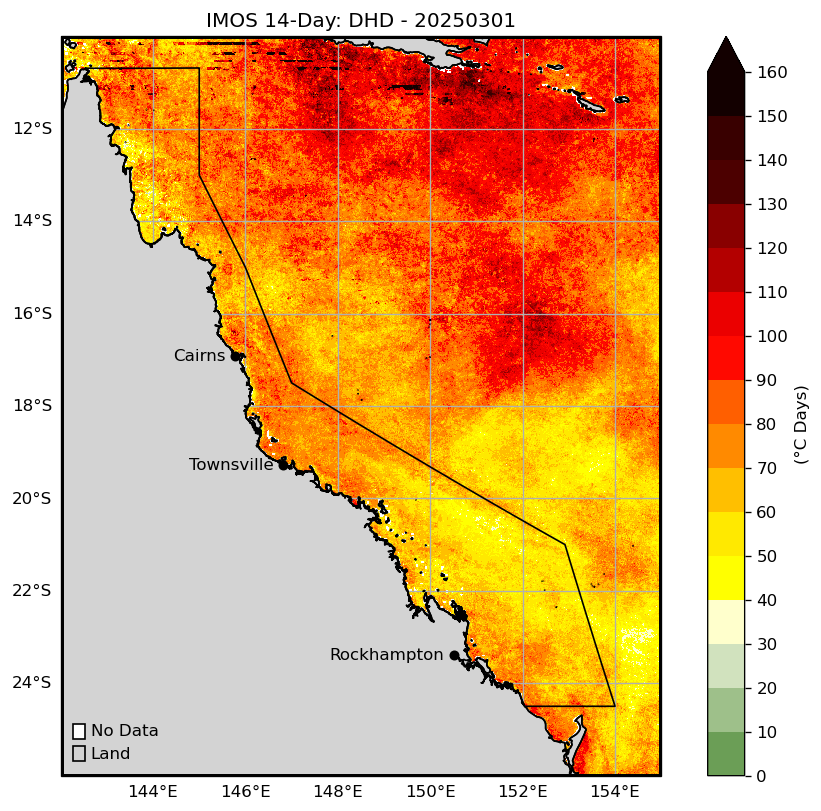 IMOS 14-Day: DHD - 20250301
12°S
14°S
16°S
18°S
20°S
22°S
24°S
Cairns
Townsville
Rockhampton
No Data
Land
144°E 146°E 148°E 150°E 152°E 154°E
160
150
140
130
120
110
100
90
80
70
60
50
40
30
20
10
0
(°C Days)